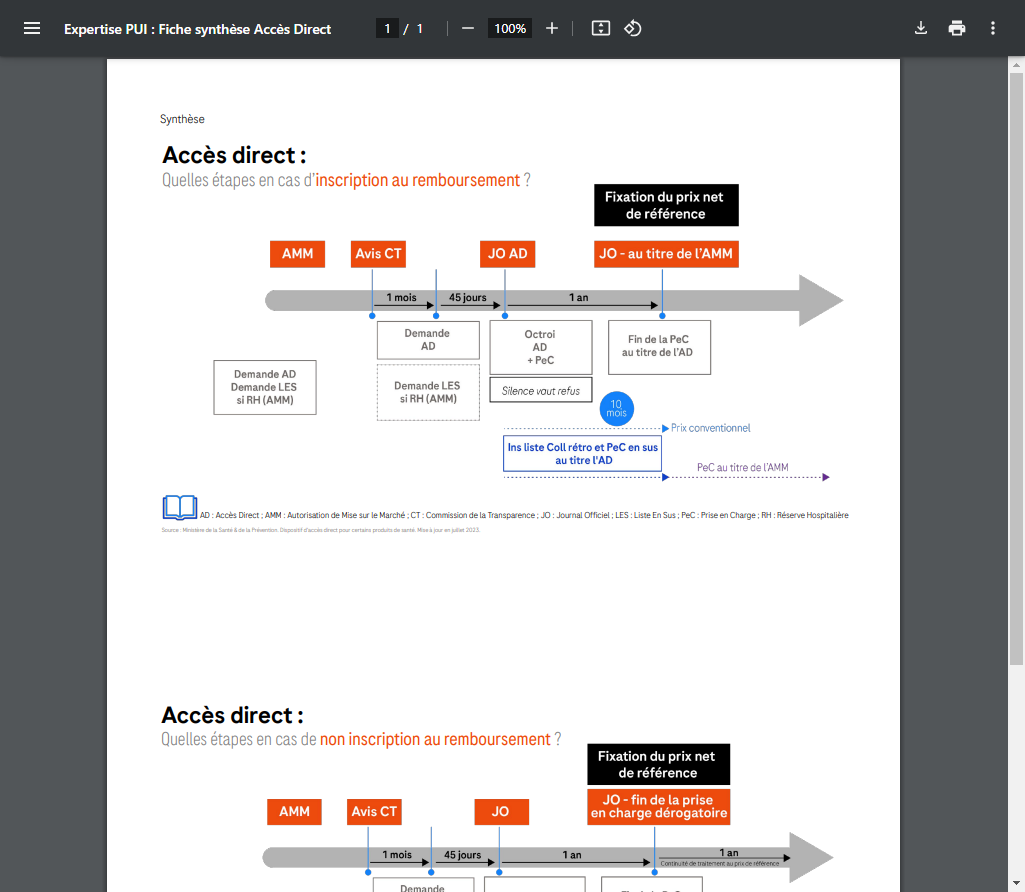 Expertise PUI : Fiche synthèse Accès Direct
1 / 1
100%
Synthèse
Accès direct :
Quelles étapes en cas d'inscription au remboursement ?
Fixation du prix net
de référence
AMM
Avis CT
JO AD
JO - au titre de l'AMM
1 mois
45 jours
1 an
Demande
AD
Octroi
AD
+ PeC
Fin de la PeC
au titre de l'AD
Demande AD
Demande LES
si RH (AMM)
Demande LES
si RH (AMM)
Silence vaut refus
10
mois
Prix conventionnel
Ins liste Coll rétro et PeC en sus
au titre l'AD
PeC au titre de l'AMM
AD : Accès Direct ; AMM : Autorisation de Mise sur le Marché ; CT : Commission de la Transparence ; JO : Journal Officiel ; LES : Liste En Sus ; PeC : Prise en Charge ; RH : Réserve Hospitalière
Source : Ministère de la Santé & de la Prévention. Dispositif d'accès direct pour certains produits de santé. Mise à jour en juillet 2023.
Accès direct :
Quelles étapes en cas de non inscription au remboursement ?
Fixation du prix net
de référence
AMM
Avis CT
JO
JO - fin de la prise
en charge dérogatoire
1 mois
45 jours
1 an
1 an
Continuité de traitement au prix de référence
Demande